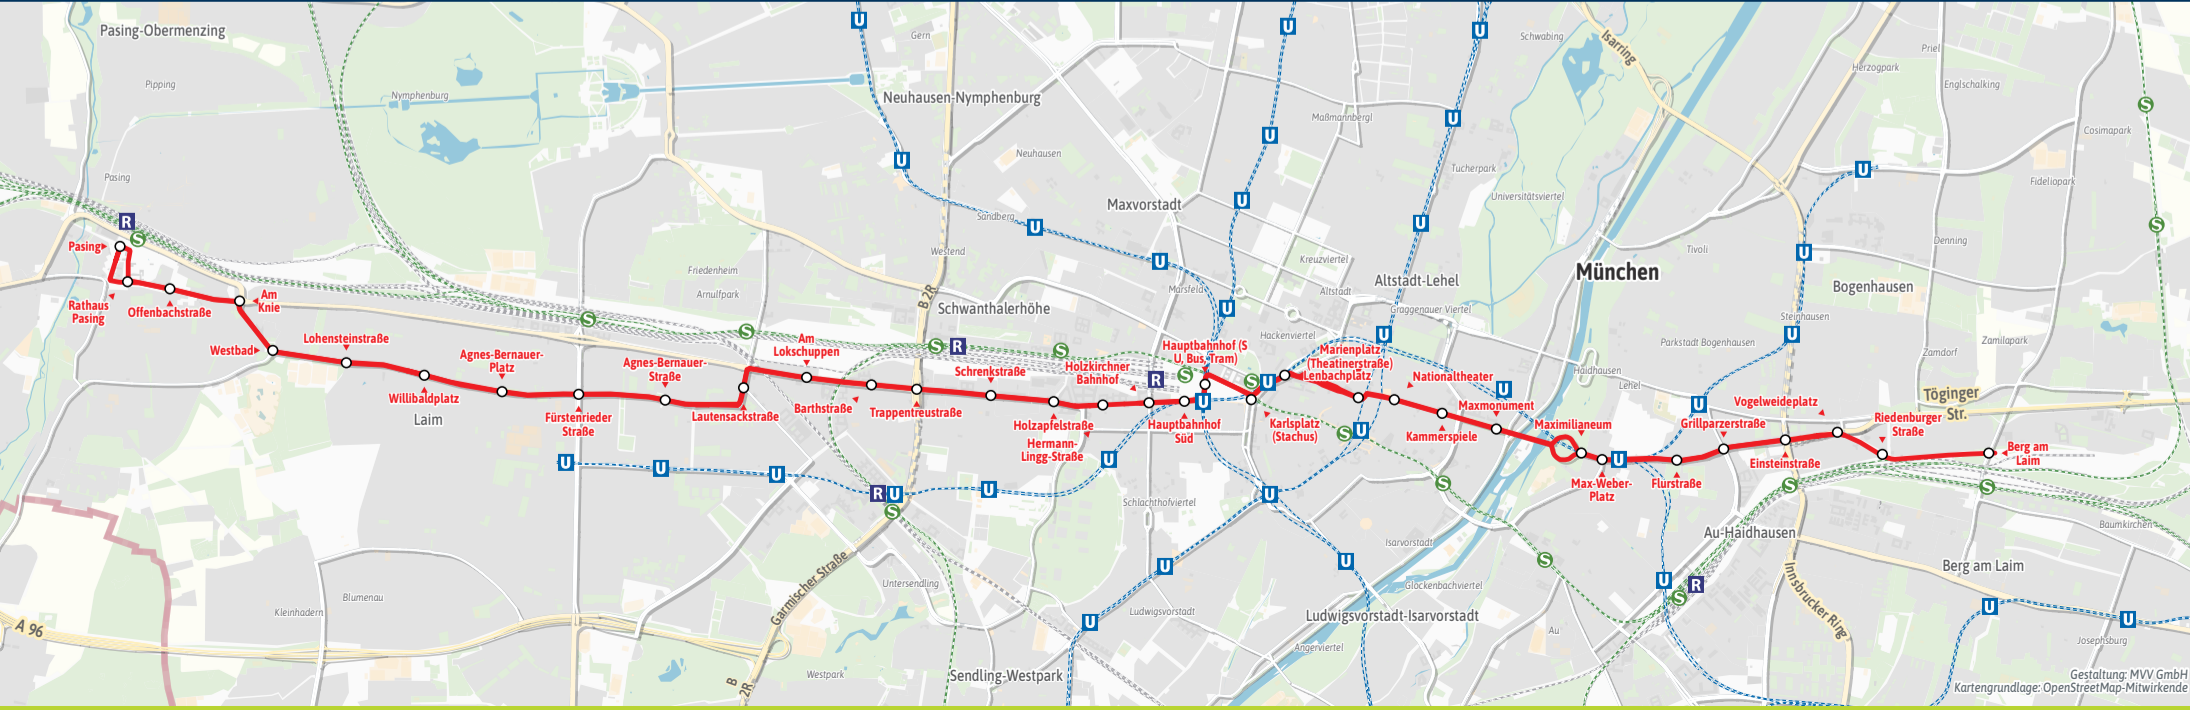 Pasing-Obermenzing
Pipping
Nymphenburg
Pasing
Gern
Neuhausen-Nymphenburg
Neuhausen
Maßmannbergl
Maxvorstadt
Sandberg
Westend
Friedenheim
Arnulfpark
B 2R
Schwanthalerhöhe
Marsfeld
Kreuzviertel
Altstadt
Altstadt-Lehel
Graggenauer Viertel
Hackenviertel
Schwabing
Isarring
Tucherpark
Universitätsviertel
Tivoli
München
Haidhausen
Lehel
Parkstadt Bogenhausen
Steinhausen
Bogenhausen
Priel
Herzogpark
Englschalking
Cosimapark
Fideliopark
Denning
Zamilapark
Zamdorf
Töginger
Str.
R
S
U
Pasing
Rathaus
Pasing
Offenbachstraße
Am
Knie
Westbad
Lohensteinstraße
Willibaldplatz
Agnes-Bernauer-
Platz
Fürstenrieder
Straße
Agnes-Bernauer-
Straße
Lautensackstraße
Am
Lokschuppen
Barthstraße
Trappentreustraße
Schrenkstraße
Holzapfelstraße
Hermann-
Lingg-Straße
Holzkirchner
Bahnhof
Hauptbahnhof
Süd
Hauptbahnhof (S
U, Bus, Tram)
Karlsplatz
(Stachus)
Lenbachplatz
Marienplatz
(Theatinerstraße)
Nationaltheater
Kammerspiele
Maxmonument
Maximilianeum
Max-Weber-
Platz
Flurstraße
Grillparzerstraße
Einsteinstraße
Vogelweideplatz
Riedenburger
Straße
Berg am
Laim
Laim
Schlachthofviertel
Isarvorstadt
Glockenbachviertel
Ludwigsvorstadt-Isarvorstadt
Ludwigsvorstadt
Angerviertel
Au
Au-Haidhausen
Innsbrucker Ring
Berg am Laim
Baumkirchen
Josephsburg
Untersendling
Garmischer Straße
Westpark
Sendling-Westpark
B
2R
Kleinhadern
Blumenau
A 96
Gestaltung: MVV GmbH
Kartengrundlage: OpenStreetMap-Mitwirkende